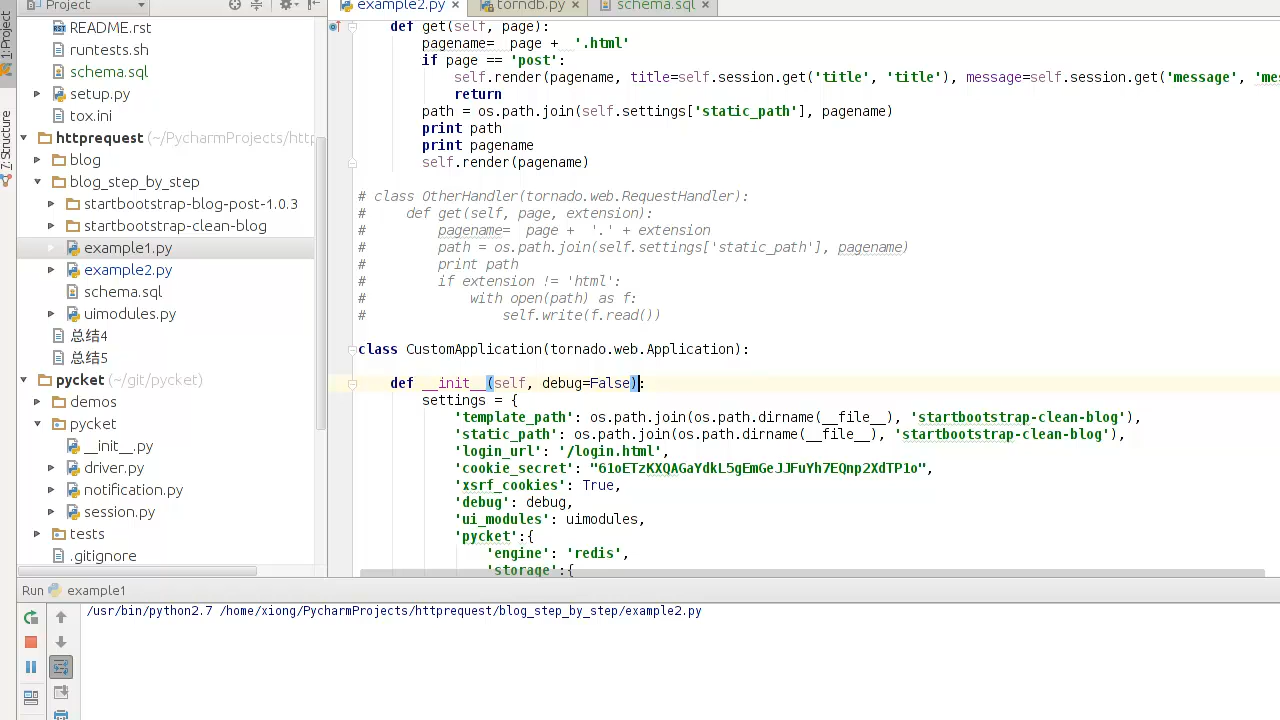 Project
example2.py
torndb.py
schema.sql
1: Project
7: Structure
README.rst
runtests.sh
schema.sql
setup.py
tox.ini
httprequest (~/PycharmProjects/http
blog
blog_step_by_step
startbootstrap-blog-post-1.0.3
startbootstrap-clean-blog
example1.py
example2.py
schema.sql
uimodules.py
总结4
总结5
pycket (~/git/pycket)
demos
pycket
__init__.py
driver.py
notification.py
session.py
tests
.gitignore
def get(self, page):
pagename= page + '.html'
if page == 'post':
self.render(pagename, title=self.session.get('title', 'title'), message=self.session.get('message', 'mes
return
path = os.path.join(self.settings['static_path'], pagename)
print path
print pagename
self.render(pagename)
# class OtherHandler(tornado.web.RequestHandler):
# def get(self, page, extension):
# pagename= page + '.' + extension
# path = os.path.join(self.settings['static_path'], pagename)
# print path
# if extension != 'html':
# with open(path) as f:
# self.write(f.read())
class CustomApplication(tornado.web.Application):
def __init__(self, debug=False):
settings = {
'template_path': os.path.join(os.path.dirname(__file__), 'startbootstrap-clean-blog'),
'static_path': os.path.join(os.path.dirname(__file__), 'startbootstrap-clean-blog'),
'login_url': '/login.html',
'cookie_secret': "61oETzKXQAGaYdkL5gEmGeJJFuYh7EQnp2XdTP1o",
'xsrf_cookies': True,
'debug': debug,
'ui_modules': uimodules,
'pycket':{
'engine': 'redis',
'storage':{
Run example1
/usr/bin/python2.7 /home/xiong/PycharmProjects/httprequest/blog_step_by_step/example2.py